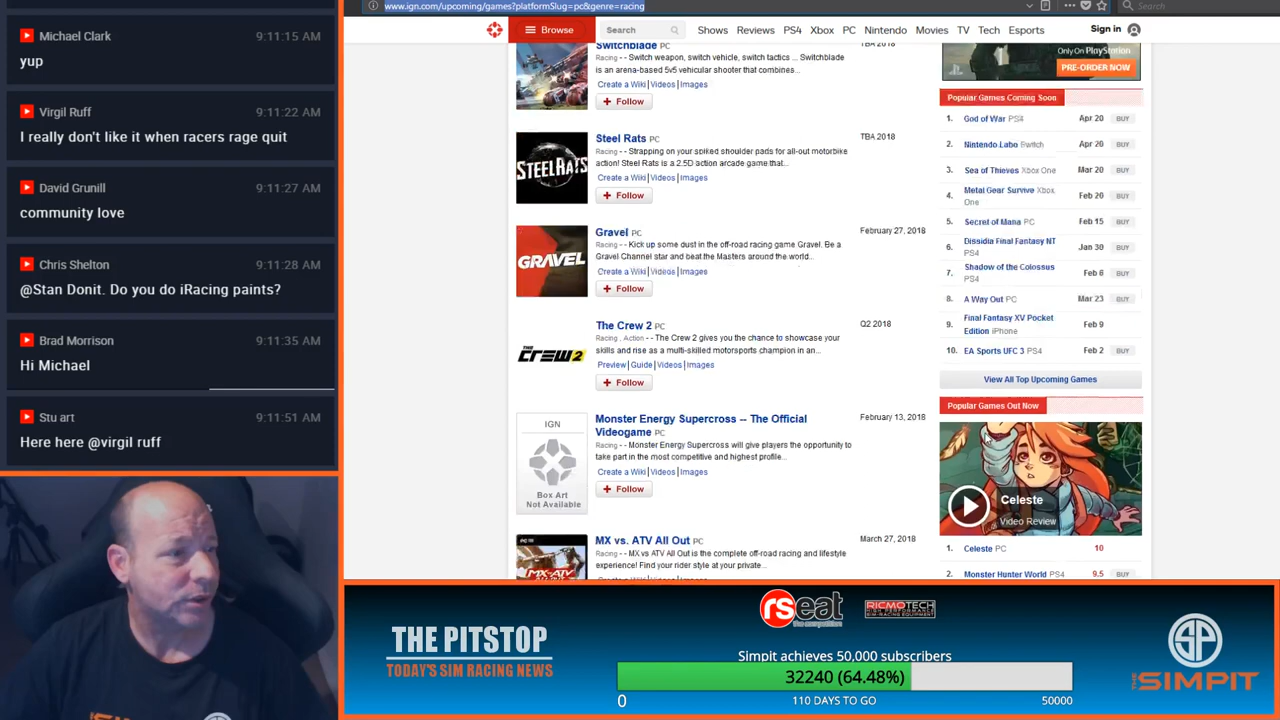 Michael Clark 9:11:15 AM
yup
Virgil Ruff 9:11:22 AM
I really don't like it when racers rage quit
David Grunill 9:11:27 AM
community love
Chris Stone 9:11:28 AM
@Stan Donit. Do you do iRacing paints?
Brad Morrison 9:11:35 AM
Hi Michael
Stu art 9:11:51 AM
Here here @virgil ruff
www.ign.com/upcoming/games?platformSlug=pc&genre=racing
Search
Browse
Search
Shows Reviews PS4 Xbox PC Nintendo Movies TV Tech Esports
Sign in
Switchblade PC TBA 2018
Racing - - Switch weapon, switch vehicle, switch tactics ... Switchblade
is an arena-based 5v5 vehicular shooter that combines...
Create a Wiki | Videos | Images
+ Follow
STEEL RATS
Steel Rats PC TBA 2018
Racing - - Strapping on your spiked shoulder pads for all-out motorbike
action! Steel Rats is a 2.5D action arcade game that...
Create a Wiki | Videos | Images
+ Follow
GRAVEL
Gravel PC February 27, 2018
Racing - - Kick up some dust in the off-road racing game Gravel. Be a
Gravel Channel star and beat the Masters around the world...
Create a Wiki | Videos | Images
+ Follow
THE CREW 2
The Crew 2 PC Q2 2018
Racing , Action - - The Crew 2 gives you the chance to showcase your
skills and rise as a multi-skilled motorsports champion in an...
Preview | Guide | Videos | Images
+ Follow
IGN
Box Art
Not Available
Monster Energy Supercross -- The Official
Videogame PC February 13, 2018
Racing - - Monster Energy Supercross will give players the opportunity to
take part in the most competitive and highest profile...
Create a Wiki | Videos | Images
+ Follow
MX vs. ATV All Out PC March 27, 2018
Racing - - MX vs ATV All Out is the complete off-road racing and lifestyle
experience! Find your rider style at your private...
Only On PlayStation
PRE-ORDER NOW
Popular Games Coming Soon
1. God of War PS4 Apr 20 BUY
2. Nintendo Labo Switch Apr 20 BUY
3. Sea of Thieves Xbox One Mar 20 BUY
4. Metal Gear Survive Xbox
One Feb 20 BUY
5. Secret of Mana PC Feb 15 BUY
6. Dissidia Final Fantasy NT
PS4 Jan 30 BUY
7. Shadow of the Colossus
PS4 Feb 6 BUY
8. A Way Out PC Mar 23 BUY
9. Final Fantasy XV Pocket
Edition iPhone Feb 9
10. EA Sports UFC 3 PS4 Feb 2 BUY
View All Top Upcoming Games
Popular Games Out Now
Celeste
Video Review
1. Celeste PC 10
2. Monster Hunter World PS4 9.5 BUY
THE PITSTOP
TODAY'S SIM RACING NEWS
rseat
RICMOTECH
Simpit achieves 50,000 subscribers
32240 (64.48%)
0 110 DAYS TO GO 50000
SP
THE SIMPIT